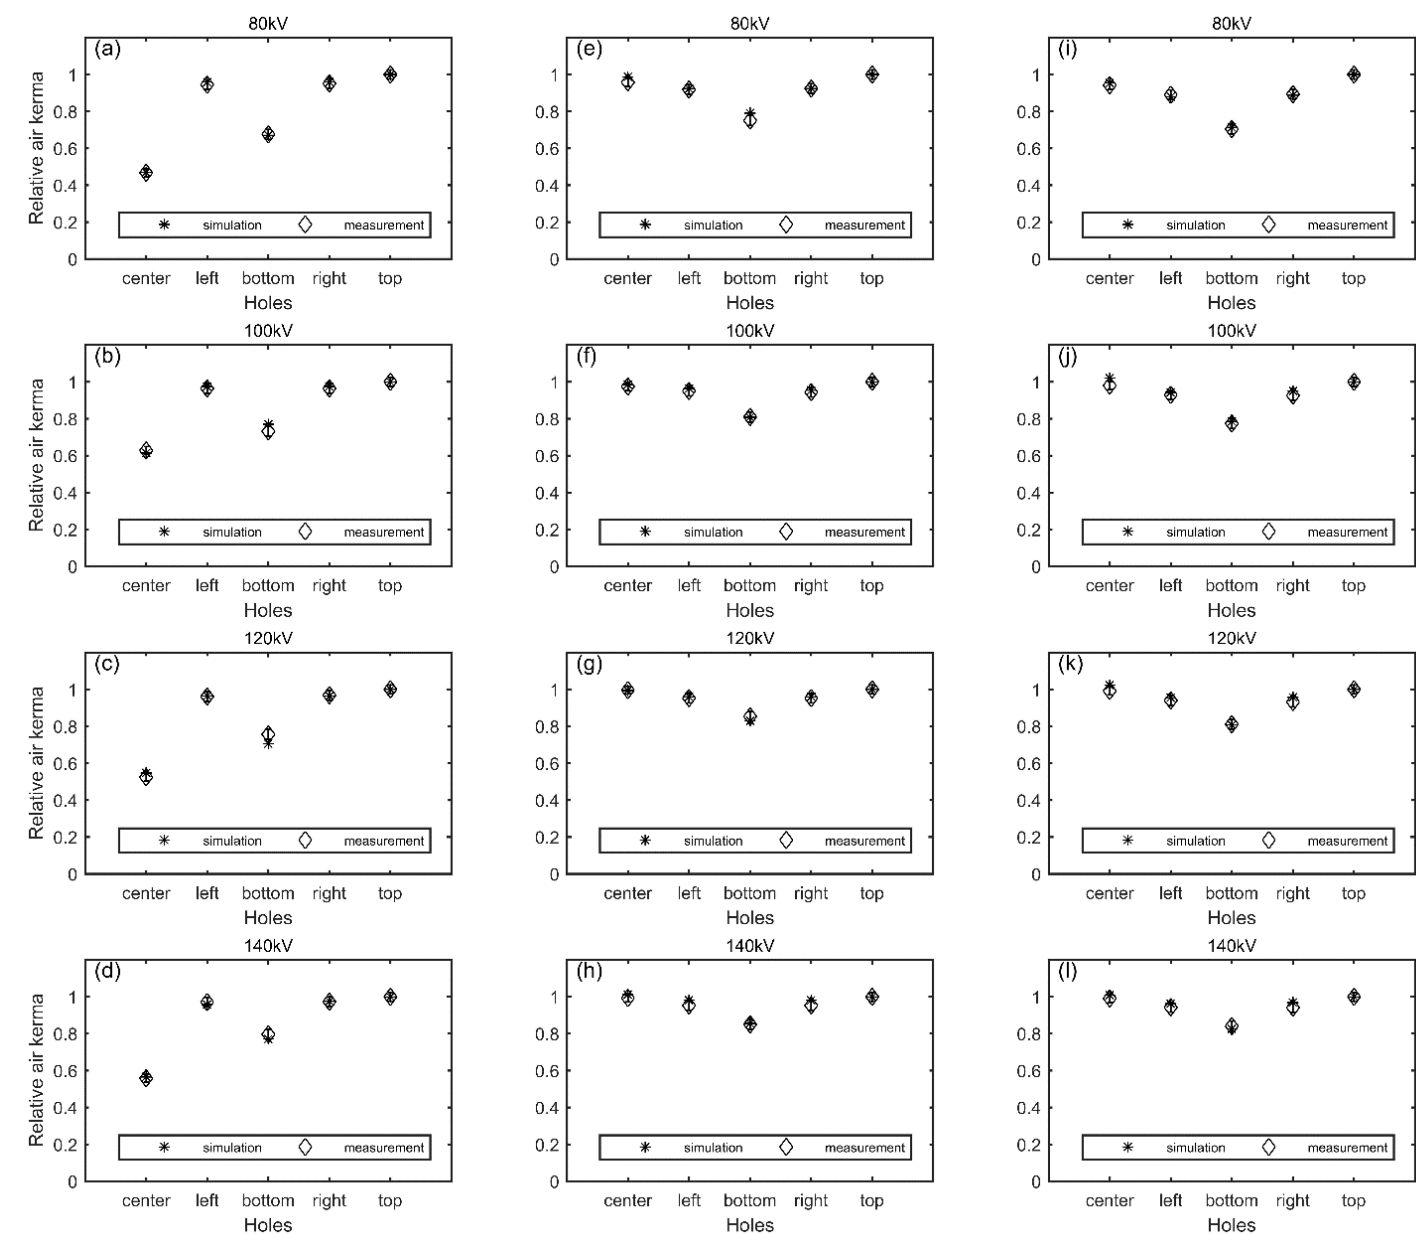 80kV 80kV 80kV
(a) (e) (i)
1 1 1
0.8 0.8 0.8
0.6 0.6 0.6
0.4 0.4 0.4
0.2 0.2 0.2
0 0 0
Relative air kerma
simulation measurement simulation measurement simulation measurement
center left bottom right top center left bottom right top center left bottom right top
Holes Holes Holes
100kV 100kV 100kV
(b) (f) (j)
1 1 1
0.8 0.8 0.8
0.6 0.6 0.6
0.4 0.4 0.4
0.2 0.2 0.2
0 0 0
Relative air kerma
simulation measurement simulation measurement simulation measurement
center left bottom right top center left bottom right top center left bottom right top
Holes Holes Holes
120kV 120kV 120kV
(c) (g) (k)
1 1 1
0.8 0.8 0.8
0.6 0.6 0.6
0.4 0.4 0.4
0.2 0.2 0.2
0 0 0
Relative air kerma
simulation measurement simulation measurement simulation measurement
center left bottom right top center left bottom right top center left bottom right top
Holes Holes Holes
140kV 140kV 140kV
(d) (h) (l)
1 1 1
0.8 0.8 0.8
0.6 0.6 0.6
0.4 0.4 0.4
0.2 0.2 0.2
0 0 0
Relative air kerma
simulation measurement simulation measurement simulation measurement
center left bottom right top center left bottom right top center left bottom right top
Holes Holes Holes